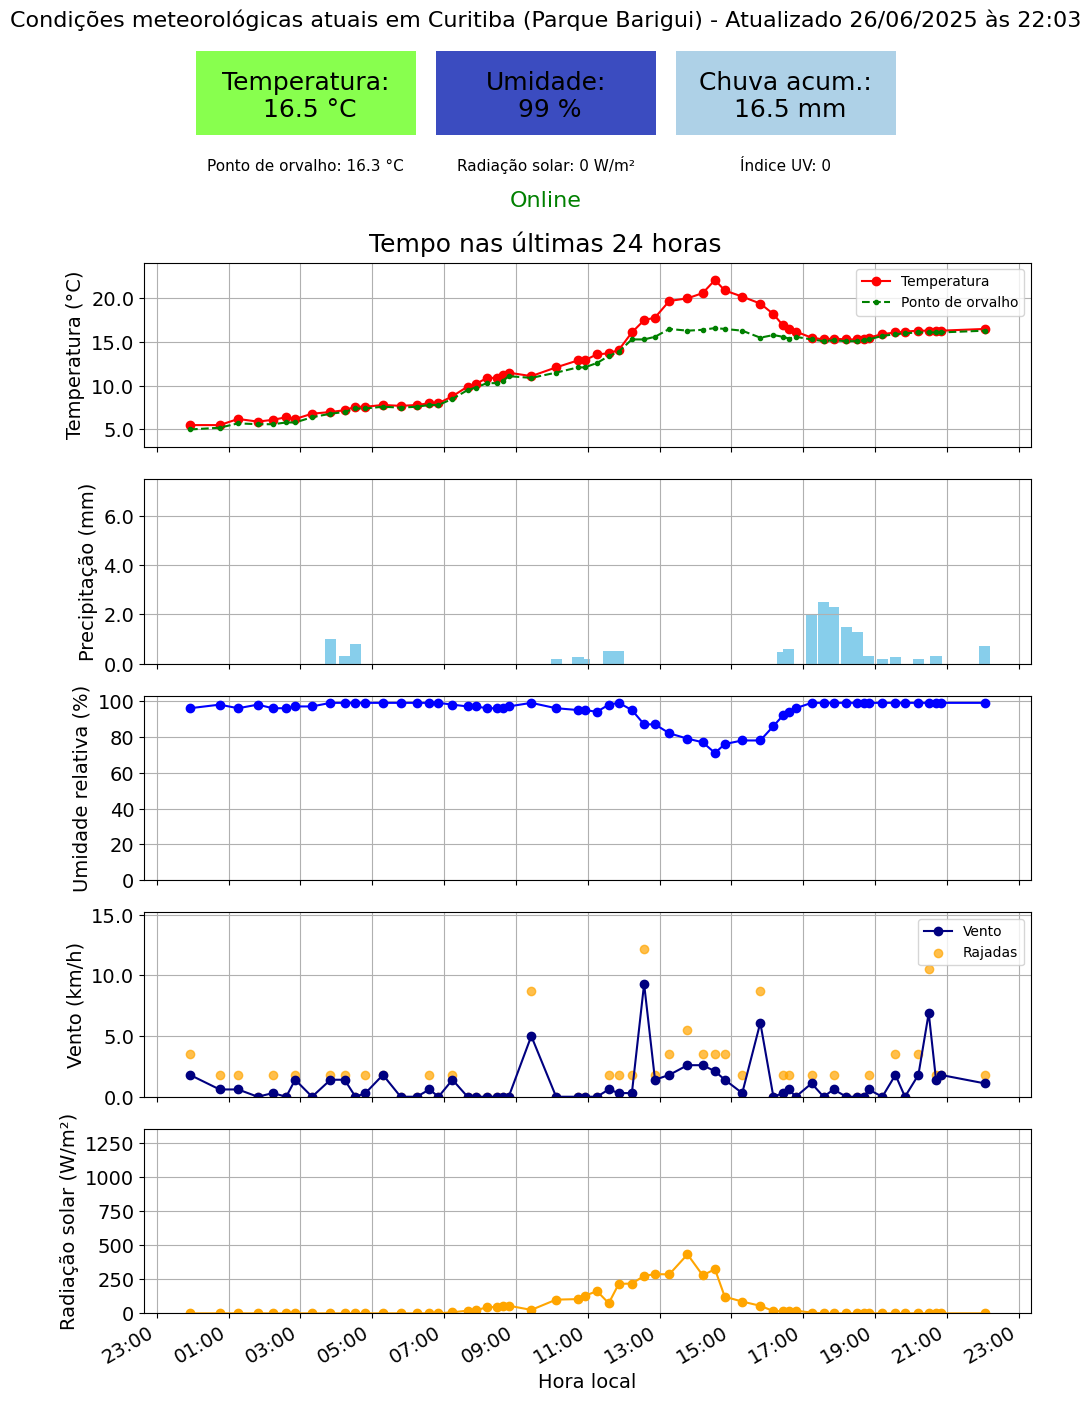 Condições meteorológicas atuais em Curitiba (Parque Barigui) - Atualizado 26/06/2025 às 22:03
Temperatura:
16.5 °C
Umidade:
99 %
Chuva acum.:
16.5 mm
Ponto de orvalho: 16.3 °C
Radiação solar: 0 W/m²
Índice UV: 0
Online
Tempo nas últimas 24 horas
Temperatura (°C)
20.0
15.0
10.0
5.0
Temperatura
Ponto de orvalho
Precipitação (mm)
6.0
4.0
2.0
0.0
Umidade relativa (%)
100
80
60
40
20
0
Vento (km/h)
15.0
10.0
5.0
0.0
Vento
Rajadas
Radiação solar (W/m²)
1250
1000
750
500
250
0
23:00
01:00
03:00
05:00
07:00
09:00
11:00
13:00
15:00
17:00
19:00
21:00
23:00
Hora local